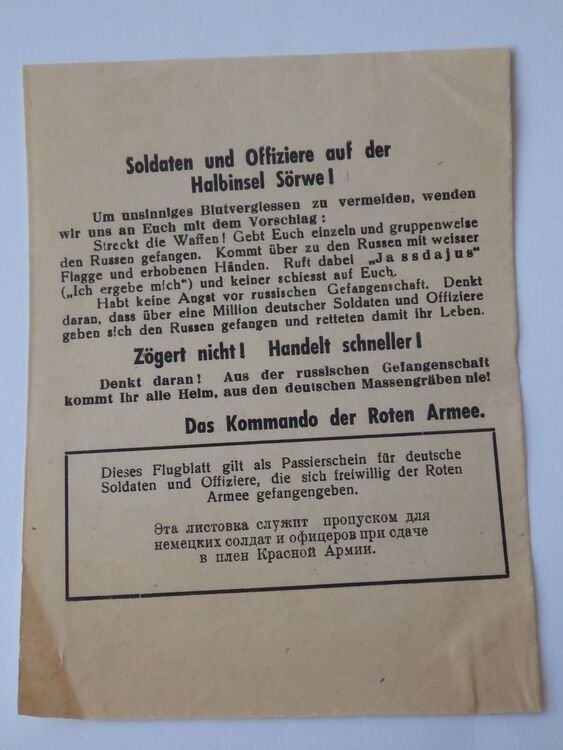 Soldaten und Offiziere auf der
Halbinsel Sörwe!
Um unsinniges Blutvergiessen zu vermeiden, wenden
wir uns an Euch mit dem Vorschlag:
Streckt die Waffen! Gebt Euch einzeln und gruppenweise
den Russen gefangen. Kommt über zu den Russen mit weisser
Flagge und erhobenen Händen. Ruft dabei „Jassdajus“
(„Ich ergebe mich“) und keiner schiesst auf Euch.
Habt keine Angst vor russischen Gefangenschaft. Denkt
daran, dass über eine Million deutscher Soldaten und Offiziere
geben sich den Russen gefangen und retteten damit ihr Leben.
Zögert nicht! Handelt schneller!
Denkt daran! Aus der russischen Gefangenschaft
kommt Ihr alle Heim, aus den deutschen Massengräben nie!
Das Kommando der Roten Armee.
Dieses Flugblatt gilt als Passierschein für deutsche
Soldaten und Offiziere, die sich freiwillig der Roten
Armee gefangengeben.
Эта листовка служит пропуском для
немецких солдат и офицеров при сдаче
в плен Красной Армии.